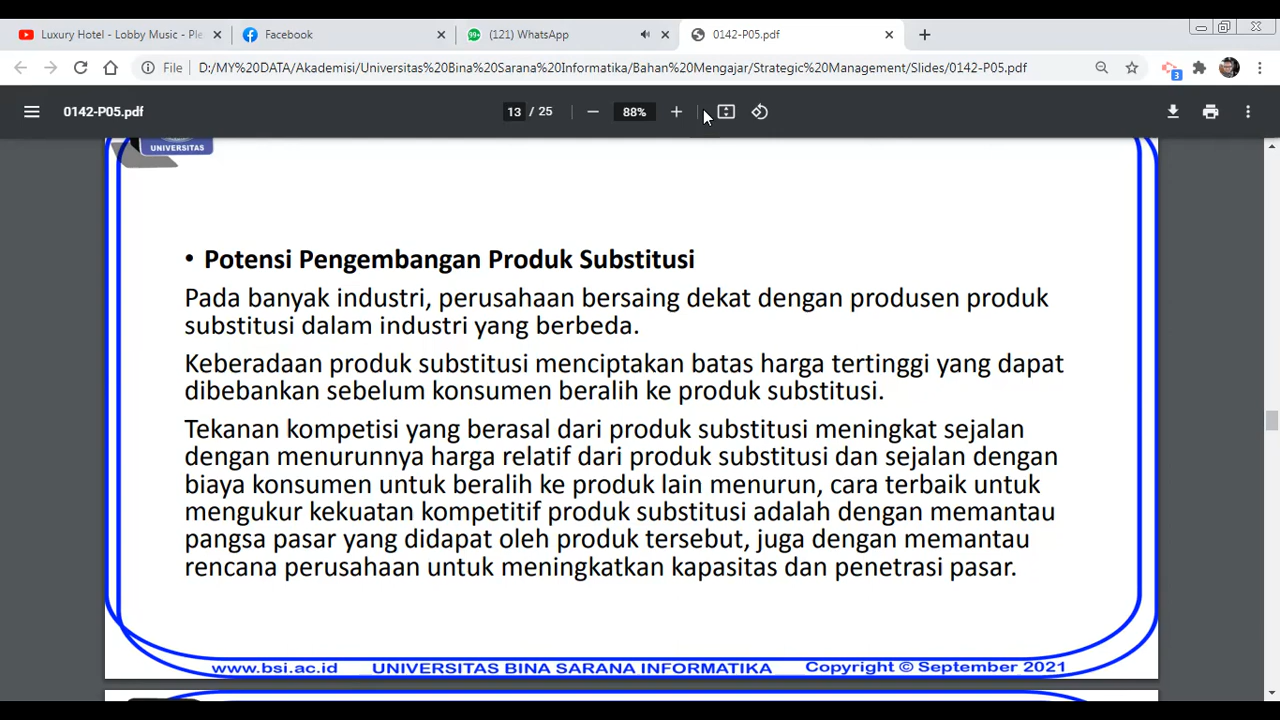 Luxury Hotel - Lobby Music - Ple
Facebook
99+
(121) WhatsApp
0142-P05.pdf
File
D:/MY%20DATA/Akademisi/Universitas%20Bina%20Sarana%20Informatika/Bahan%20Mengajar/Strategic%20Management/Slides/0142-P05.pdf
3
0142-P05.pdf
13 / 25
88%
UNIVERSITAS
• Potensi Pengembangan Produk Substitusi
Pada banyak industri, perusahaan bersaing dekat dengan produsen produk
substitusi dalam industri yang berbeda.
Keberadaan produk substitusi menciptakan batas harga tertinggi yang dapat
dibebankan sebelum konsumen beralih ke produk substitusi.
Tekanan kompetisi yang berasal dari produk substitusi meningkat sejalan
dengan menurunnya harga relatif dari produk substitusi dan sejalan dengan
biaya konsumen untuk beralih ke produk lain menurun, cara terbaik untuk
mengukur kekuatan kompetitif produk substitusi adalah dengan memantau
pangsa pasar yang didapat oleh produk tersebut, juga dengan memantau
rencana perusahaan untuk meningkatkan kapasitas dan penetrasi pasar.
www.bsi.ac.id UNIVERSITAS BINA SARANA INFORMATIKA Copyright © September 2021